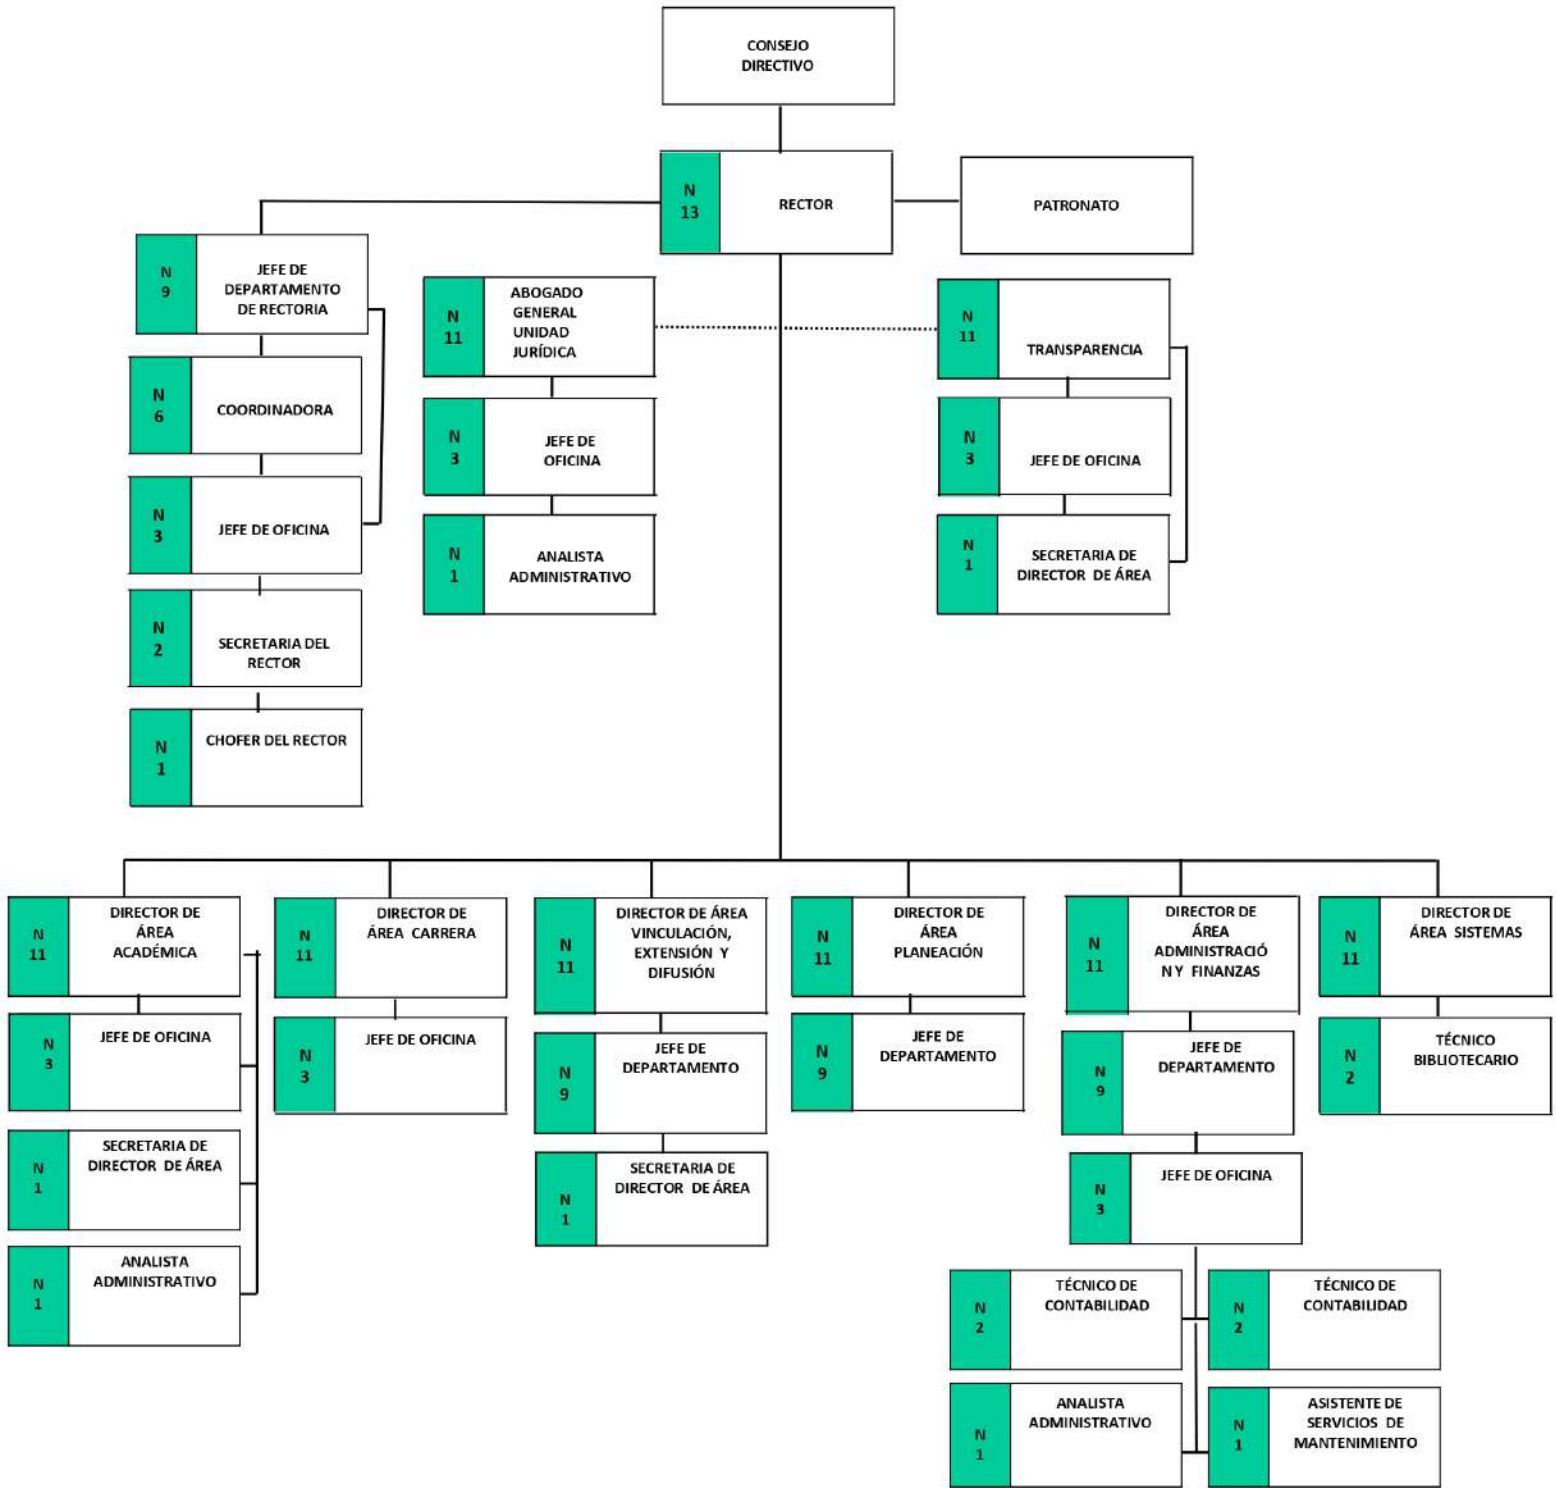 CONSEJO
DIRECTIVO
N
13
RECTOR
PATRONATO
N
9
JEFE DE
DEPARTAMENTO
DE RECTORIA
N
6
COORDINADORA
N
3
JEFE DE OFICINA
N
2
SECRETARIA DEL
RECTOR
N
1
CHOFER DEL RECTOR
N
11
ABOGADO
GENERAL
UNIDAD
JURÍDICA
N
3
JEFE DE
OFICINA
N
1
ANALISTA
ADMINISTRATIVO
N
11
TRANSPARENCIA
N
3
JEFE DE OFICINA
N
1
SECRETARIA DE
DIRECTOR DE ÁREA
N
11
DIRECTOR DE
ÁREA
ACADÉMICA
N
3
JEFE DE OFICINA
N
1
SECRETARIA DE
DIRECTOR DE ÁREA
N
1
ANALISTA
ADMINISTRATIVO
N
11
DIRECTOR DE
ÁREA CARRERA
N
3
JEFE DE OFICINA
N
11
DIRECTOR DE ÁREA
VINCULACIÓN,
EXTENSIÓN Y
DIFUSIÓN
N
9
JEFE DE
DEPARTAMENTO
N
1
SECRETARIA DE
DIRECTOR DE ÁREA
N
11
DIRECTOR DE
ÁREA
PLANEACIÓN
N
9
JEFE DE
DEPARTAMENTO
N
11
DIRECTOR DE
ÁREA
ADMINISTRACIÓ
N Y FINANZAS
N
9
JEFE DE
DEPARTAMENTO
N
3
JEFE DE OFICINA
N
2
TÉCNICO DE
CONTABILIDAD
N
2
TÉCNICO DE
CONTABILIDAD
N
1
ANALISTA
ADMINISTRATIVO
N
1
ASISTENTE DE
SERVICIOS DE
MANTENIMIENTO
N
11
DIRECTOR DE
ÁREA SISTEMAS
N
2
TÉCNICO
BIBLIOTECARIO